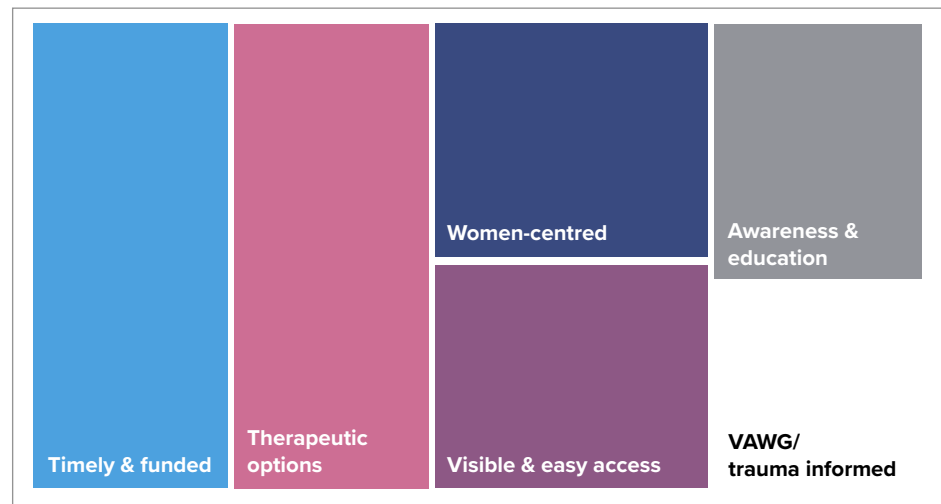 Timely & funded
Therapeutic
options
Women-centred
Visible & easy access
Awareness &
education
VAWG/
trauma informed